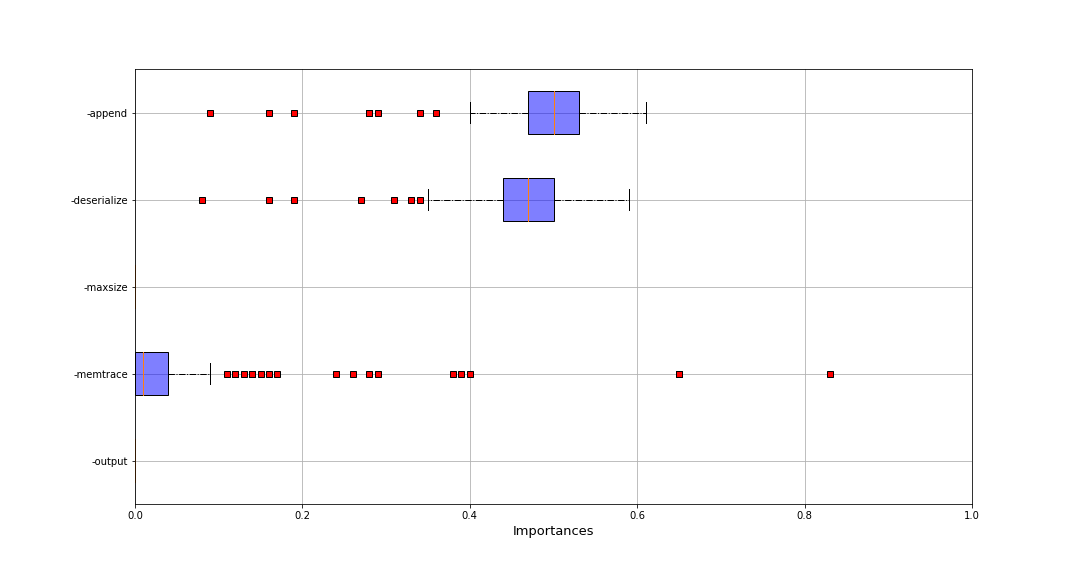 -append
-deserialize
-maxsize
-memtrace
-output
0.0 0.2 0.4 0.6 0.8 1.0
Importances